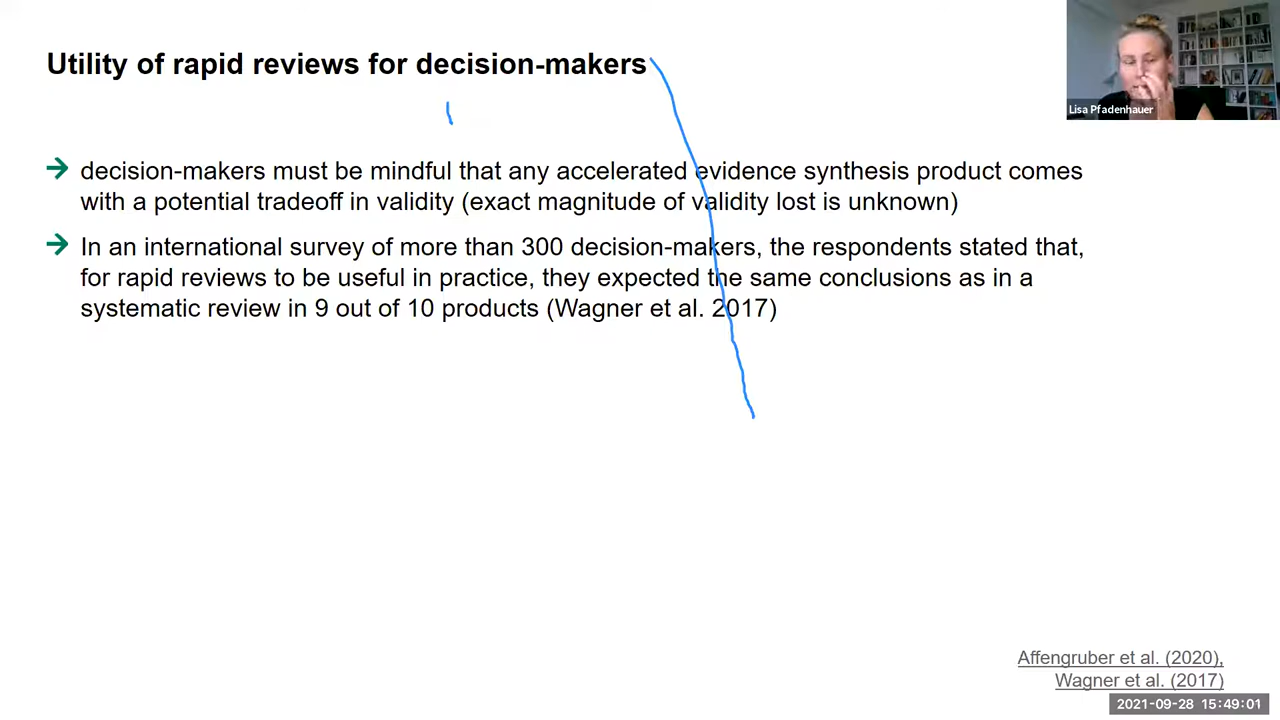 Utility of rapid reviews for decision-makers
Lisa Pfadenhauer
→ decision-makers must be mindful that any accelerated evidence synthesis product comes
with a potential tradeoff in validity (exact magnitude of validity lost is unknown)
→ In an international survey of more than 300 decision-makers, the respondents stated that,
for rapid reviews to be useful in practice, they expected the same conclusions as in a
systematic review in 9 out of 10 products (Wagner et al. 2017)
Affengruber et al. (2020),
Wagner et al. (2017)
2021-09-28 15:49:01